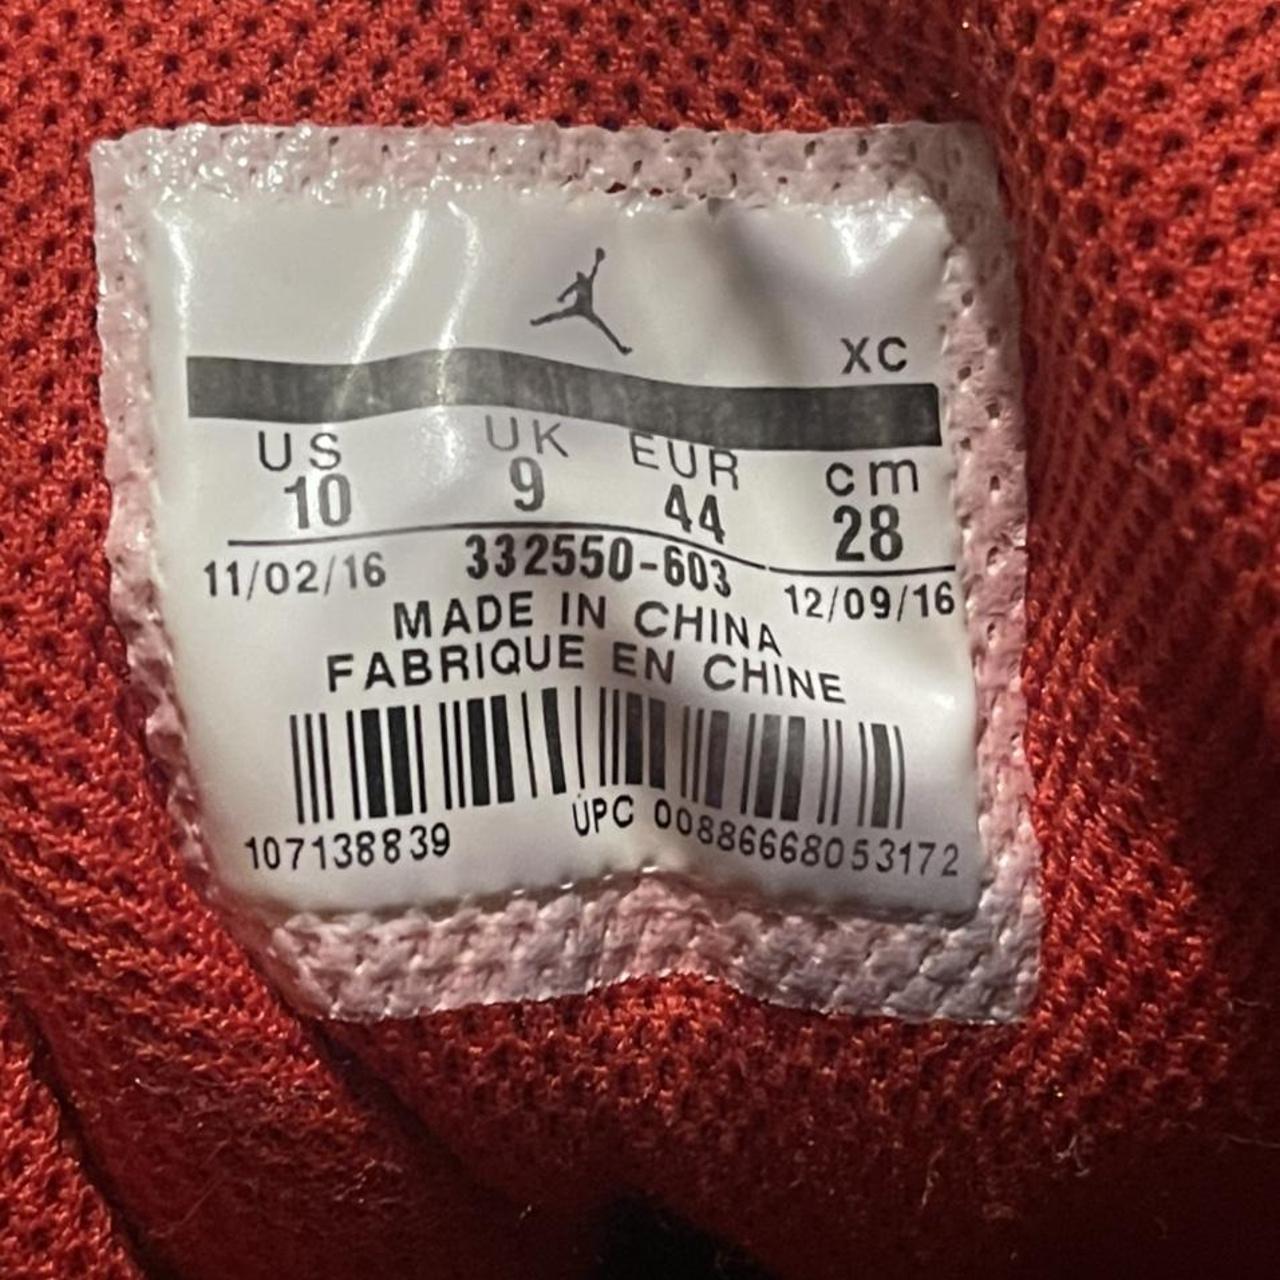 XC
US UK EUR cm
10 9 44 28
11/02/16 332550-603 12/09/16
MADE IN CHINA
FABRIQUE EN CHINE
107138839 UPC 00886668053172